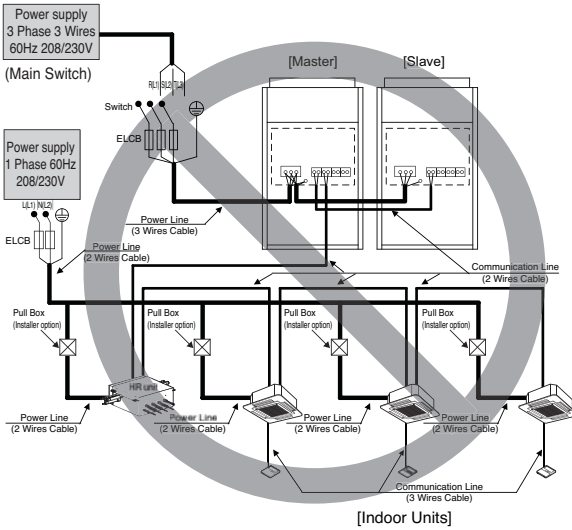 Power supply
3 Phase 3 Wires
60Hz 208/230V
(Main Switch)
R(L1) S(L2) T(L3)
Switch
ELCB
[Master]
[Slave]
Power supply
1 Phase 60Hz
208/230V
L(L1) N(L2)
ELCB
Power Line
(3 Wires Cable)
Power Line
(2 Wires Cable)
Communication Line
(2 Wires Cable)
Pull Box
(Installer option)
Pull Box
(Installer option)
Pull Box
(Installer option)
Pull Box
(Installer option)
HR unit
Power Line
(2 Wires Cable)
Power Line
(2 Wires Cable)
Power Line
(2 Wires Cable)
Power Line
(2 Wires Cable)
Communication Line
(3 Wires Cable)
[Indoor Units]